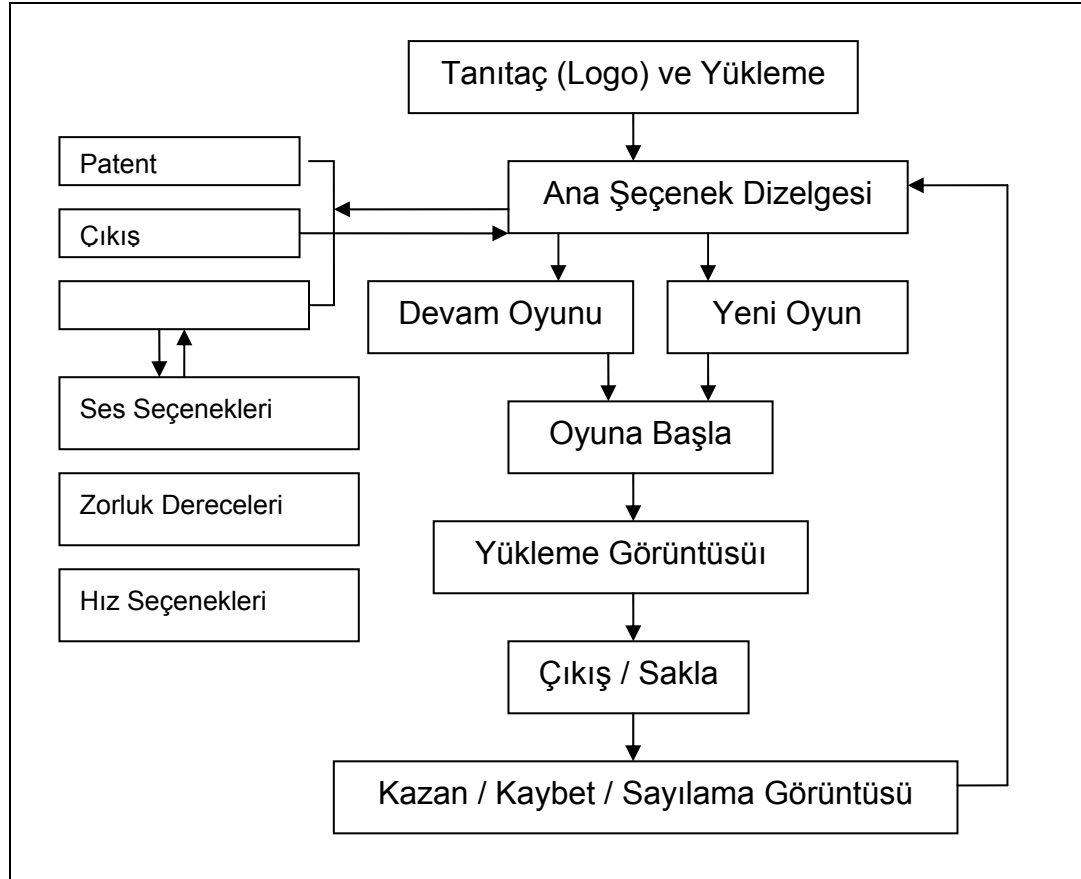 Tanıtaç (Logo) ve Yükleme
Patent
Ana Şeçenek Dizelgesi
Çıkış
Devam Oyunu
Yeni Oyun
Ses Seçenekleri
Oyuna Başla
Zorluk Dereceleri
Yükleme Görüntüsüı
Hız Seçenekleri
Çıkış / Sakla
Kazan / Kaybet / Sayılama Görüntüsü